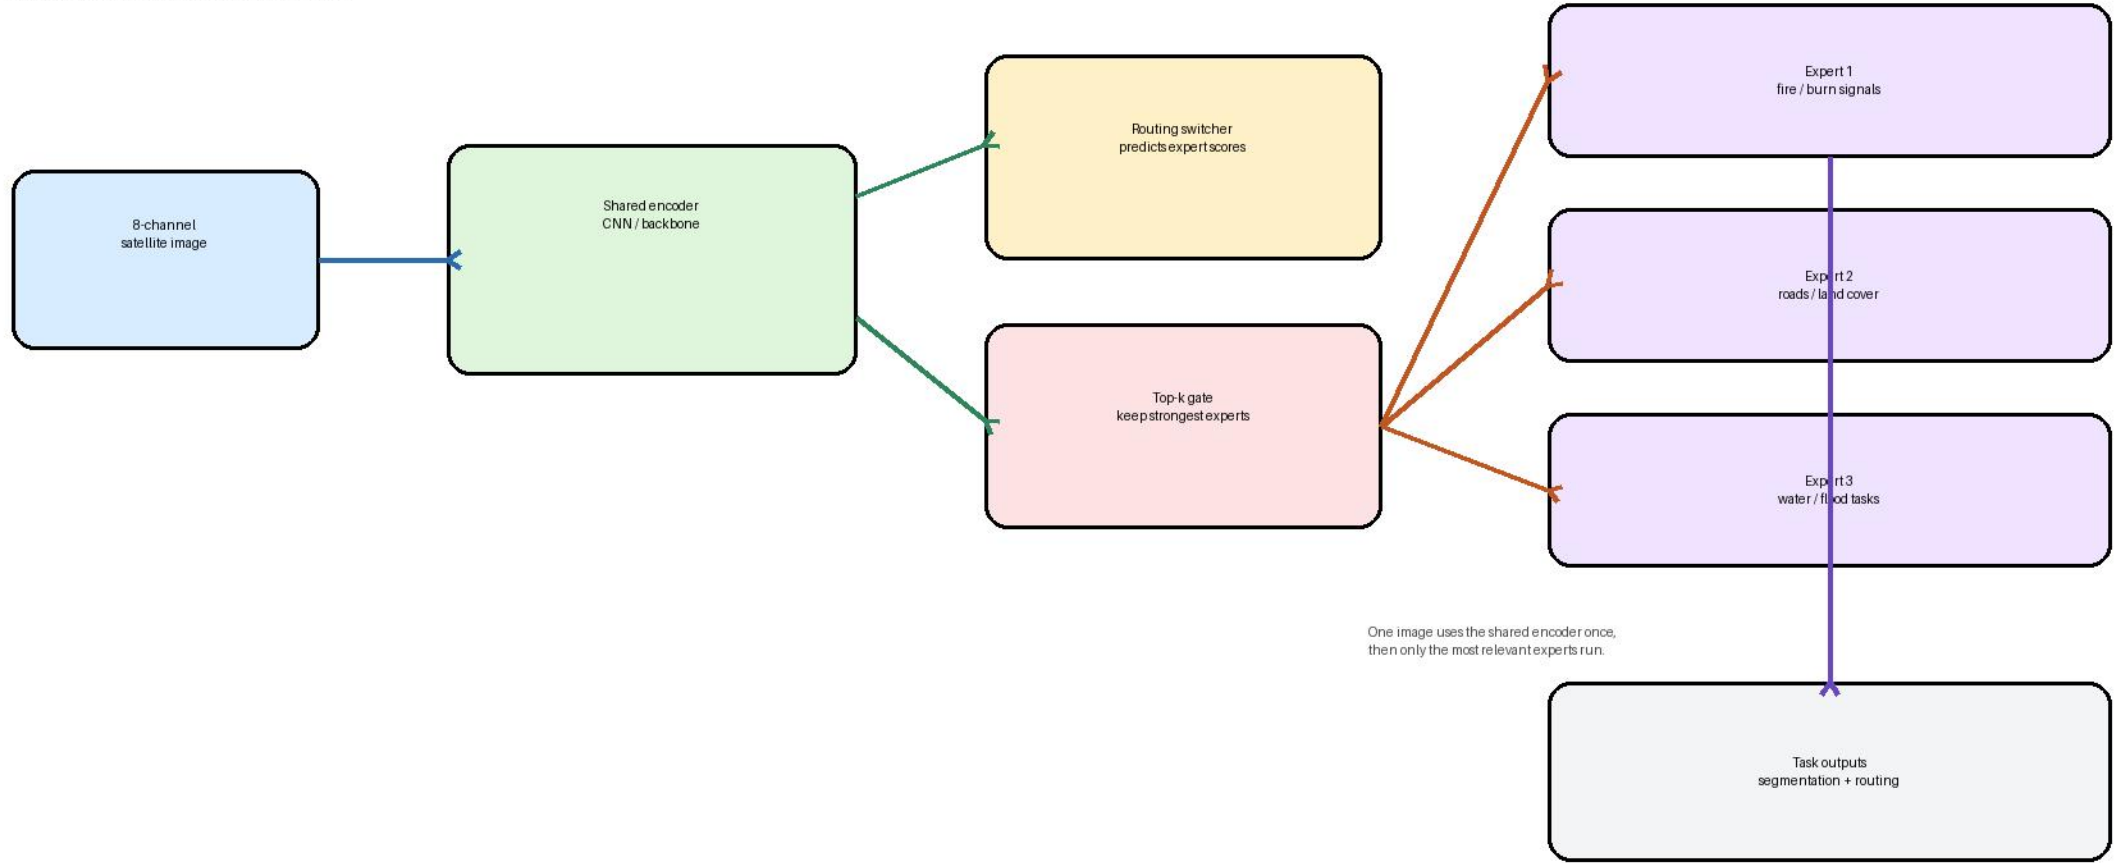 8-channel
satellite image
Shared encoder
CNN / backbone
Routing switcher
predicts expert scores
Top-k gate
keep strongest experts
Expert 1
fire / burn signals
Expert 2
roads / land cover
Expert 3
water / flood tasks
One image uses the shared encoder once,
then only the most relevant experts run.
Task outputs
segmentation + routing